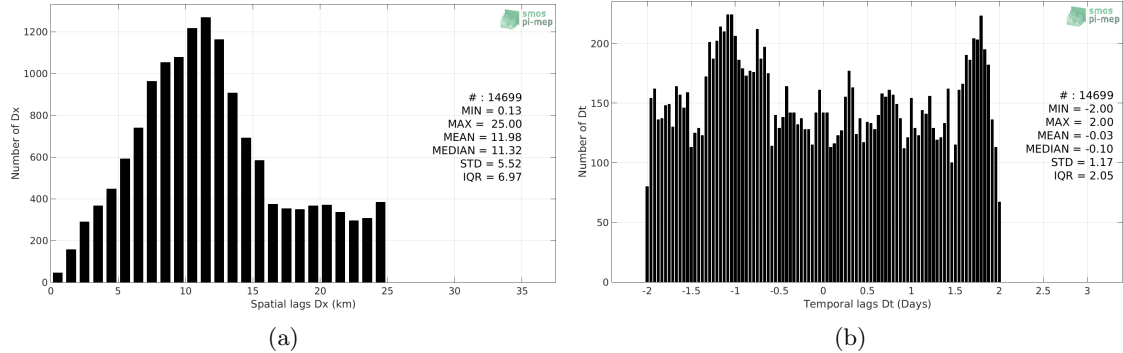 smos
pi-mep
1200
1000
800
600
400
200
0
Number of Dx
# : 14699
MIN = 0.13
MAX = 25.00
MEAN = 11.98
MEDIAN = 11.32
STD = 5.52
IQR = 6.97
0 5 10 15 20 25 30 35
Spatial lags Dx (km)
(a)
smos
pi-mep
200
150
100
50
0
Number of Dt
# : 14699
MIN = -2.00
MAX = 2.00
MEAN = -0.03
MEDIAN = -0.10
STD = 1.17
IQR = 2.05
-2 -1.5 -1 -0.5 0 0.5 1 1.5 2 2.5 3
Temporal lags Dt (Days)
(b)